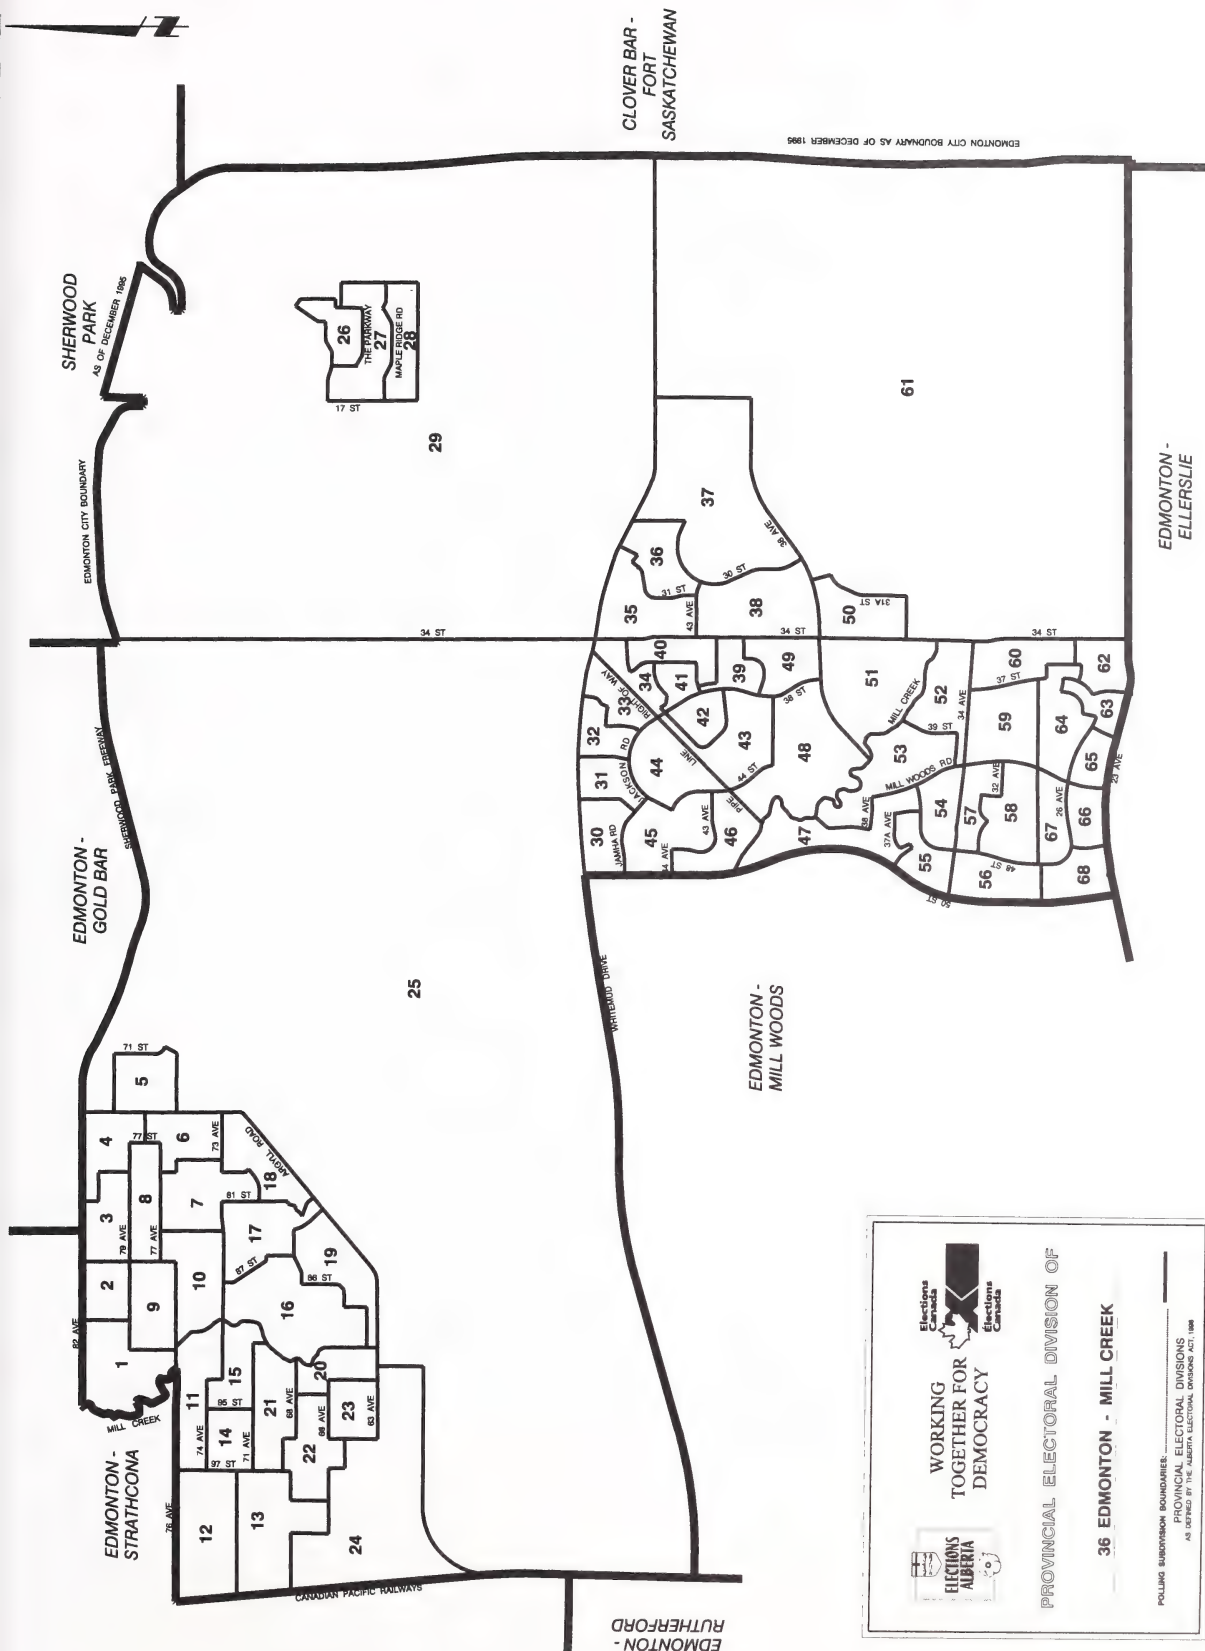 N
CLOVER BAR -
FORT
SASKATCHEWAN
EDMONTON CITY BOUDNARY AS OF DECEMBER 1995
SHERWOOD
PARK
AS OF DECEMBER 1995
EDMONTON CITY BOUNDARY
EDMONTON -
GOLD BAR
SHERWOOD PARK FREEWAY
EDMONTON -
STRATHCONA
EDMONTON -
MILL WOODS
EDMONTON -
ELLERSLIE
EDMONTON -
RUTHERFORD
82 AVE
MILL CREEK
76 AVE
CANADIAN PACIFIC RAILWAYS
WHITEMUD DRIVE
ARGYLL ROAD
71 ST
77 ST
73 AVE
79 AVE
77 AVE
81 ST
87 ST
86 ST
95 ST
74 AVE
97 ST
71 AVE
68 AVE
66 AVE
63 AVE
1
2
3
4
5
6
7
8
9
10
11
12
13
14
15
16
17
18
19
20
21
22
23
24
25
26
THE PARKWAY
27
MAPLE RIDGE RD
28
17 ST
29
34 ST
30
31
32
33
34
35
36
37
38
39
40
41
42
43
44
45
46
47
48
49
50
51
52
53
54
55
56
57
58
59
60
61
62
63
64
65
66
67
68
JAMHA RD
JACKSON RD
PIPE LINE RIGHT OF WAY
44 AVE
43 AVE
44 ST
31 ST
43 AVE
30 ST
38 AVE
34 ST
38 ST
31A ST
MILL CREEK
39 ST
34 AVE
37 ST
34 ST
MILL WOODS RD
38 AVE
37A AVE
32 AVE
26 AVE
48 ST
50 ST
23 AVE
ELECTIONS
ALBERTA
WORKING
TOGETHER FOR
DEMOCRACY
Elections
Canada
Élections
Canada
PROVINCIAL ELECTORAL DIVISION OF
36 EDMONTON - MILL CREEK
POLLING SUBDIVISION BOUNDARIES:
PROVINCIAL ELECTORAL DIVISIONS
AS DEFINED BY THE ALBERTA ELECTORAL DIVISIONS ACT, 1996